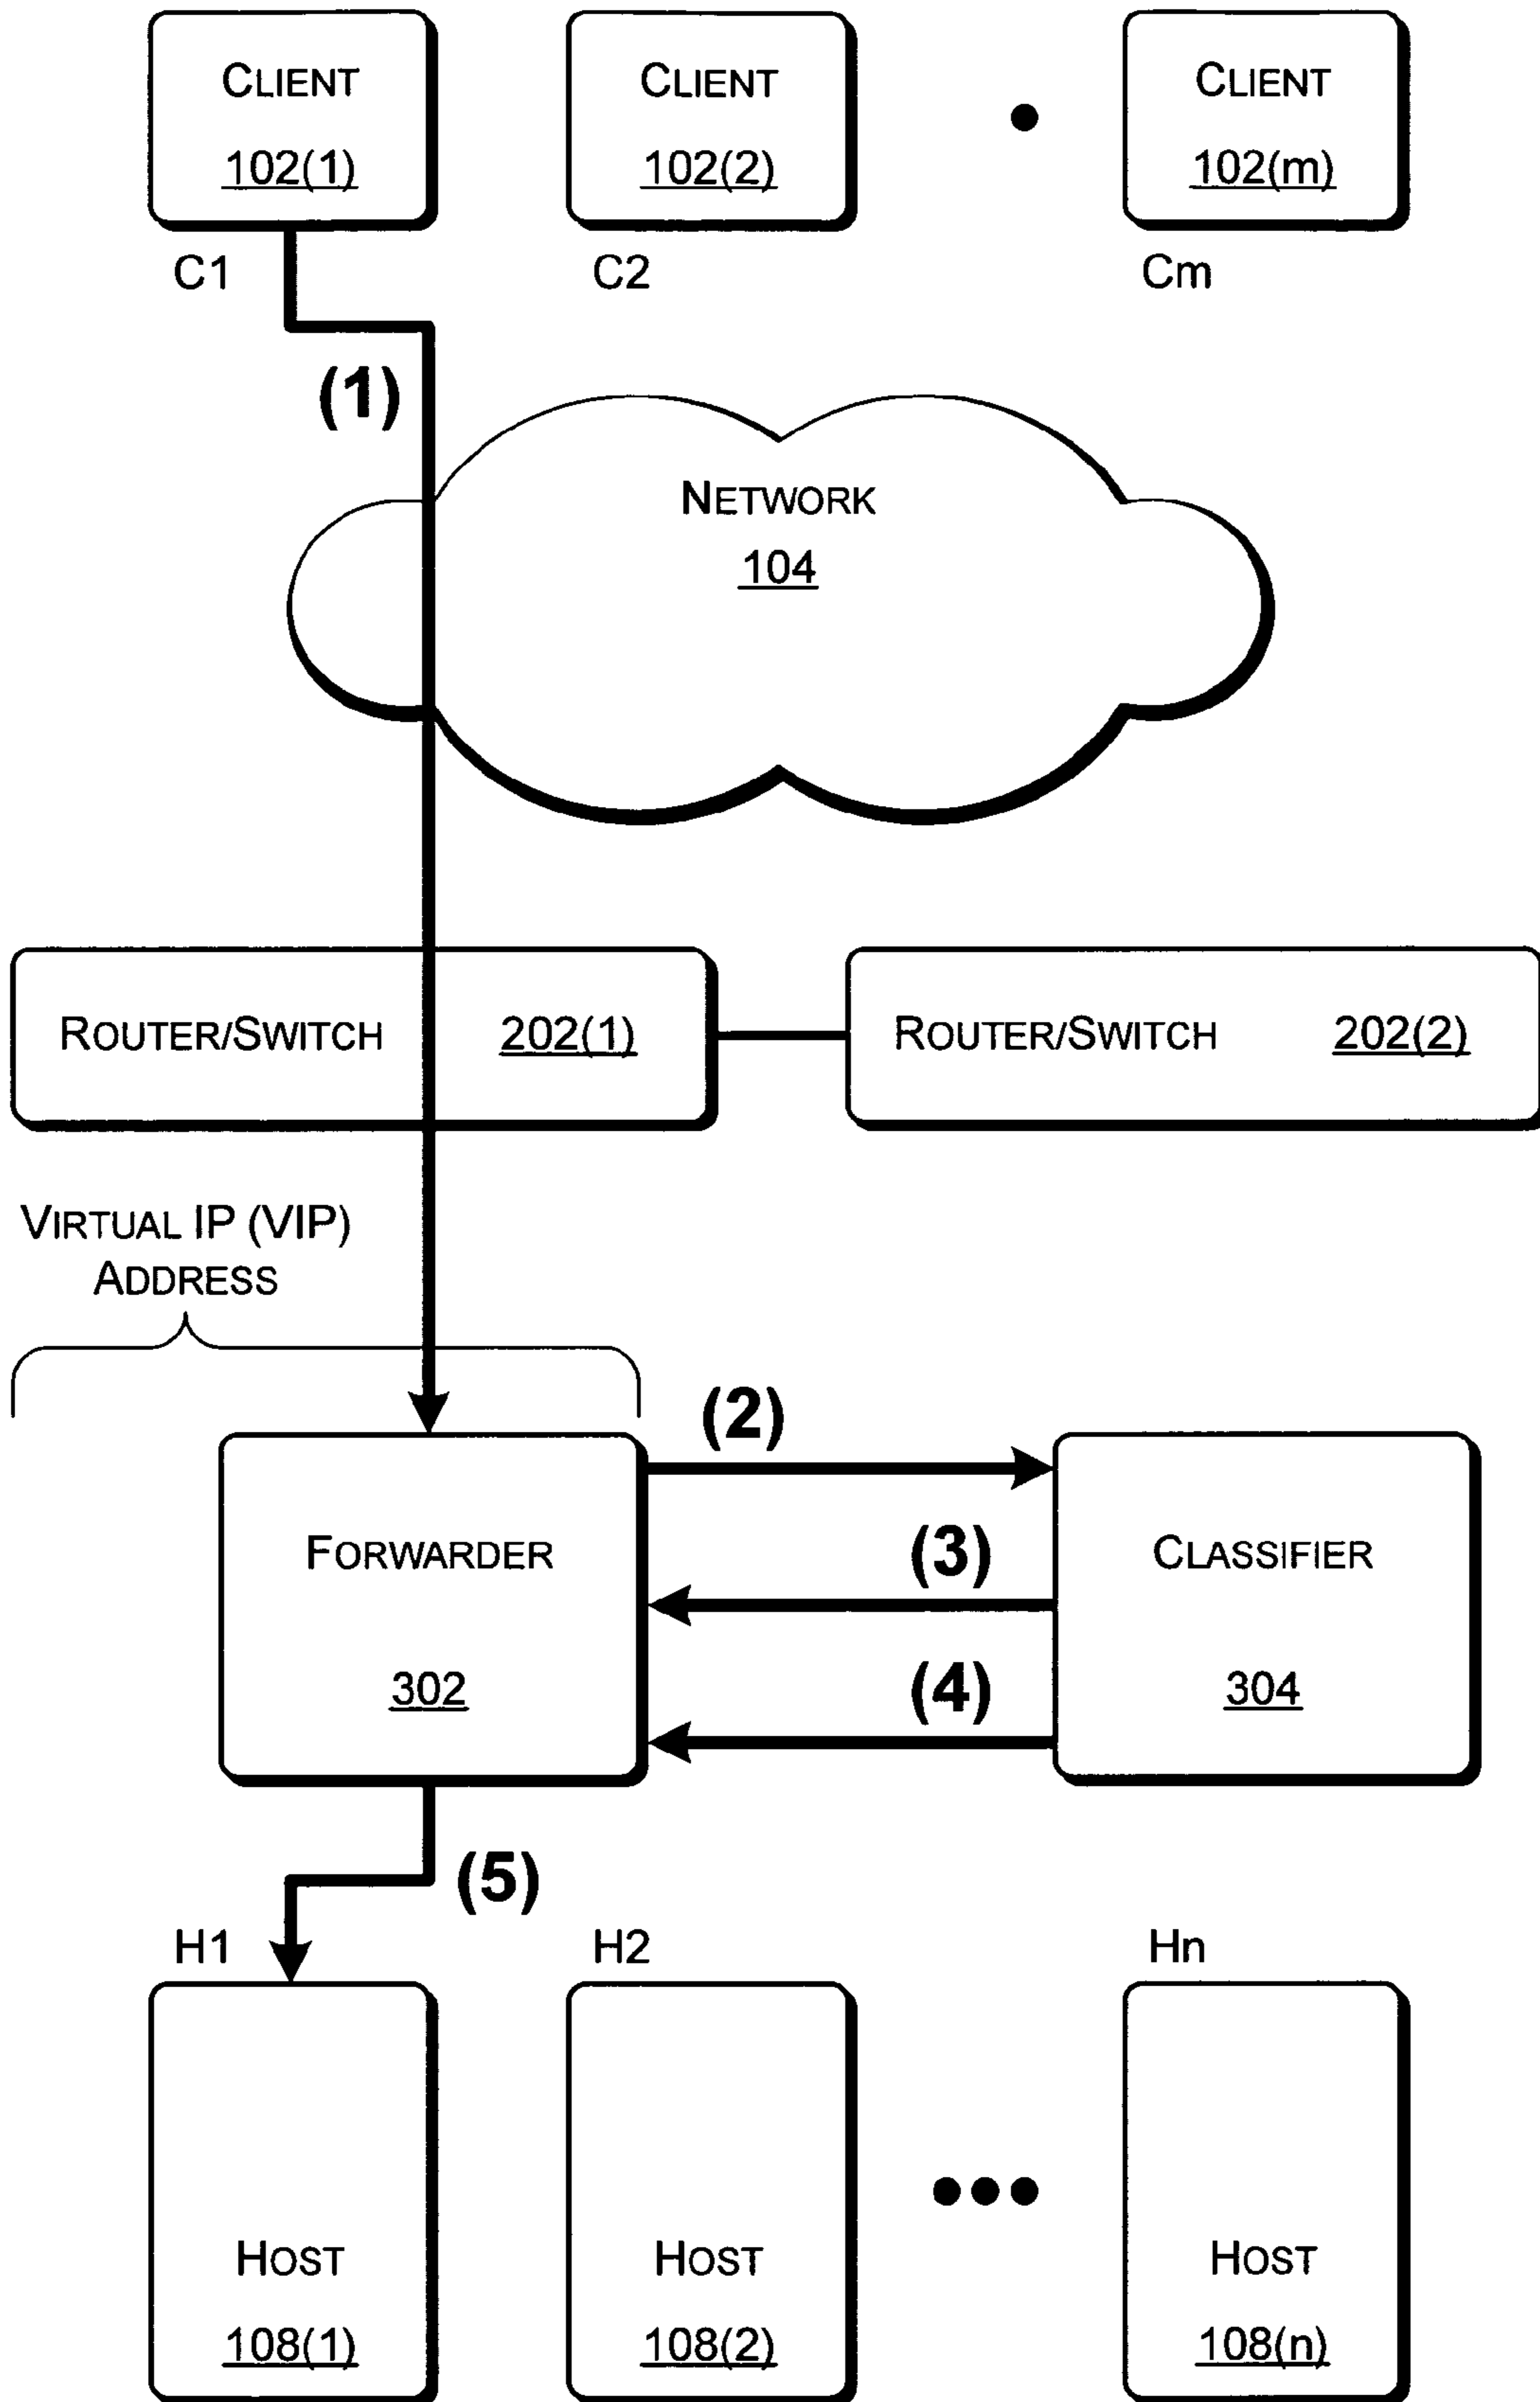 CLIENT
102(1)
CLIENT
102(2)
CLIENT
102(m)
C1
C2
Cm
(1)
NETWORK
104
ROUTER/SWITCH 202(1)
ROUTER/SWITCH 202(2)
VIRTUAL IP (VIP)
ADDRESS
(2)
(3)
(4)
FORWARDER
302
CLASSIFIER
304
(5)
H1
H2
Hn
HOST
108(1)
HOST
108(2)
HOST
108(n)